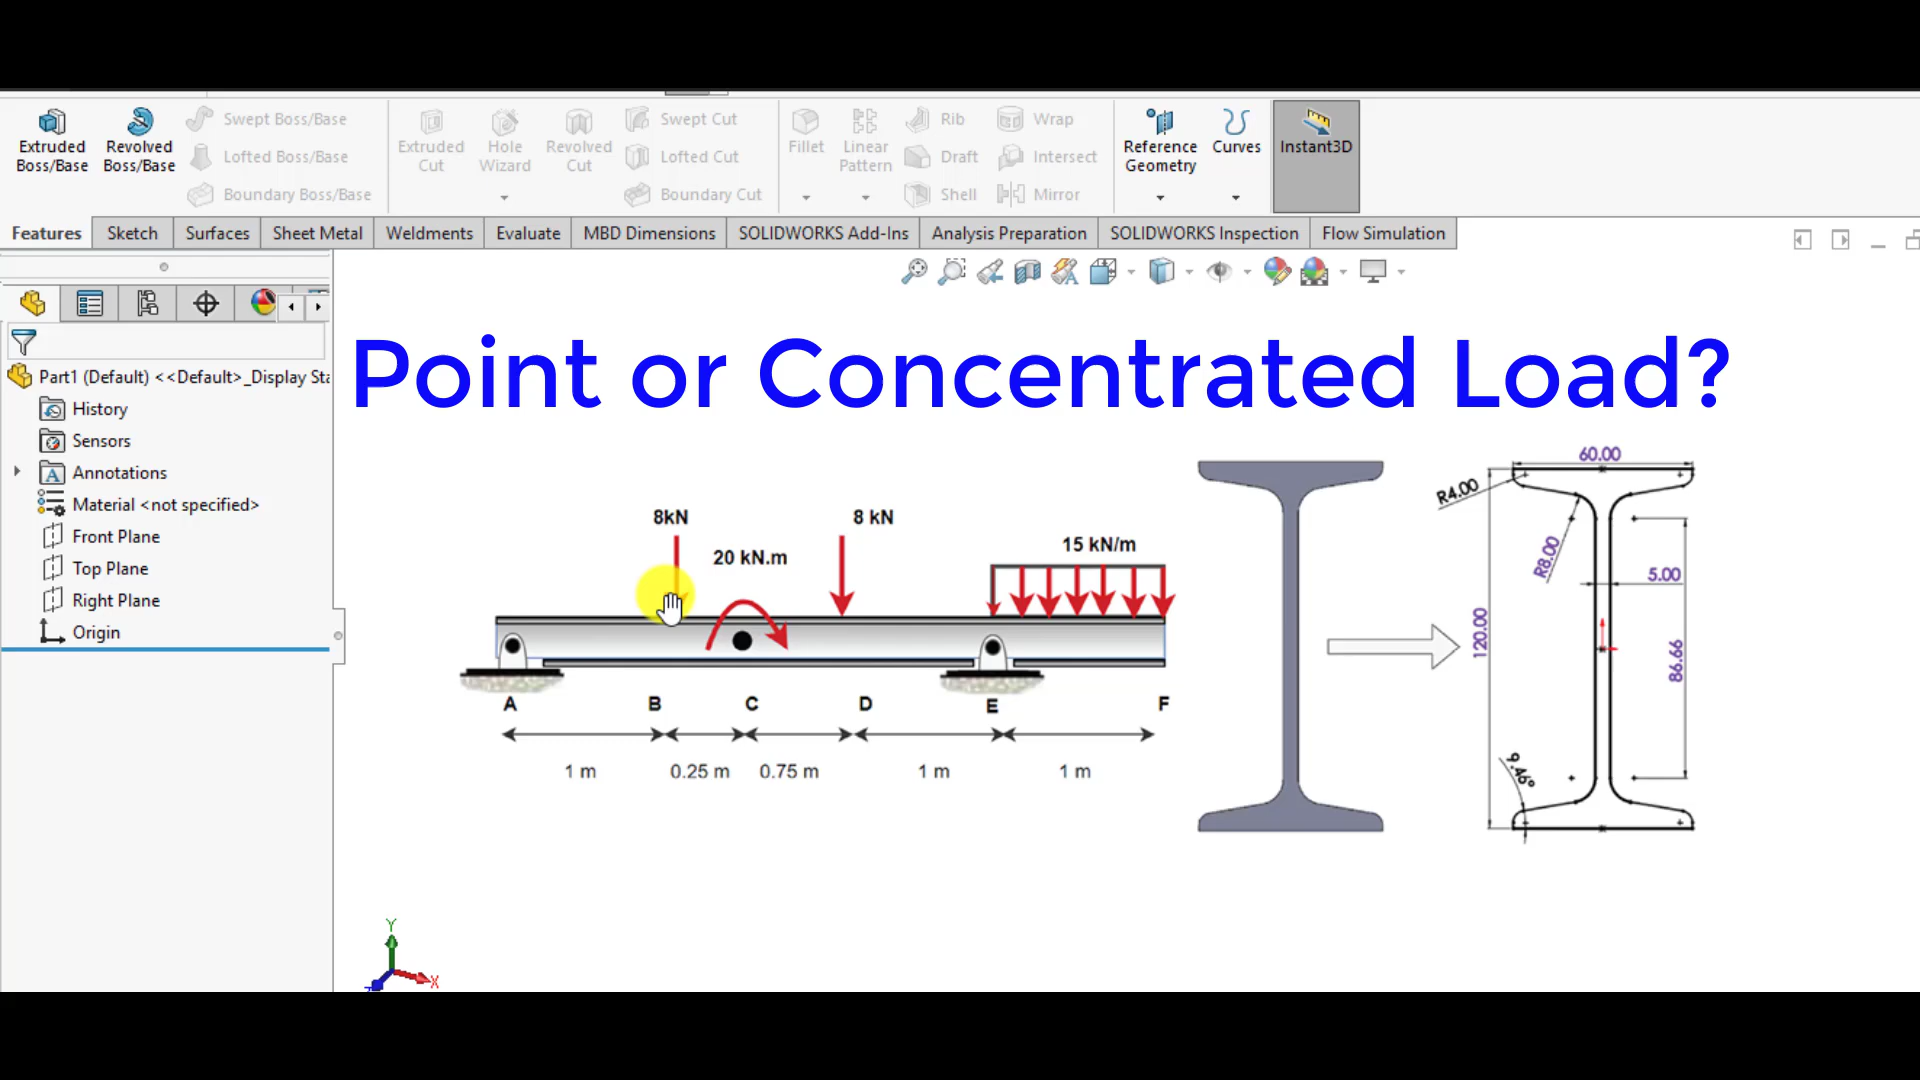 Extruded Boss/Base
Revolved Boss/Base
Swept Boss/Base
Lofted Boss/Base
Boundary Boss/Base
Extruded Cut
Hole Wizard
Revolved Cut
Swept Cut
Lofted Cut
Boundary Cut
Fillet
Linear Pattern
Rib
Draft
Shell
Wrap
Intersect
Mirror
Reference Geometry
Curves
Instant3D
Features
Sketch
Surfaces
Sheet Metal
Weldments
Evaluate
MBD Dimensions
SOLIDWORKS Add-Ins
Analysis Preparation
SOLIDWORKS Inspection
Flow Simulation
Part1 (Default) <<Default>_Display Sta
History
Sensors
Annotations
Material <not specified>
Front Plane
Top Plane
Right Plane
Origin
Point or Concentrated Load?
8kN
20 kN.m
8 kN
15 kN/m
A B C D E F
1 m 0.25 m 0.75 m 1 m 1 m
60.00
R4.00
R8.00
5.00
120.00
86.66
9.46°
Y
X